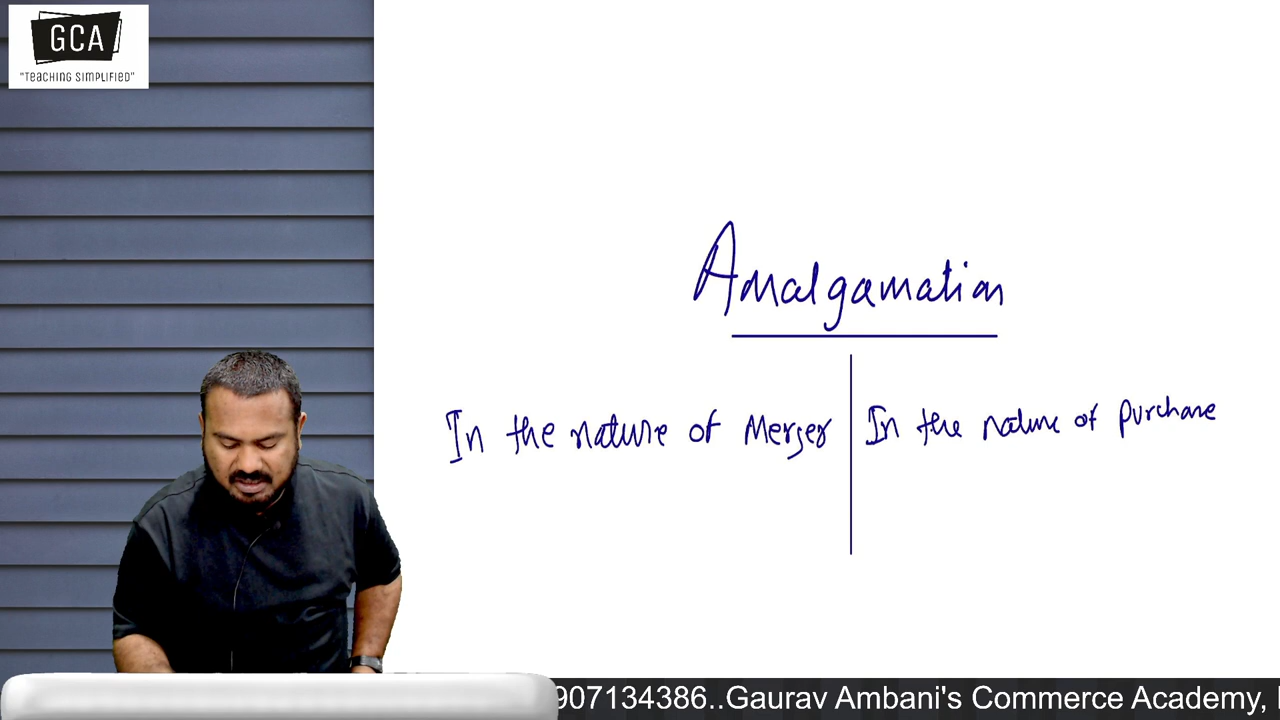 GCA
"TEACHING SIMPLIFIED"
Amalgamation
In the nature of Merger
In the nature of purchase
907134386..Gaurav Ambani's Commerce Academy,